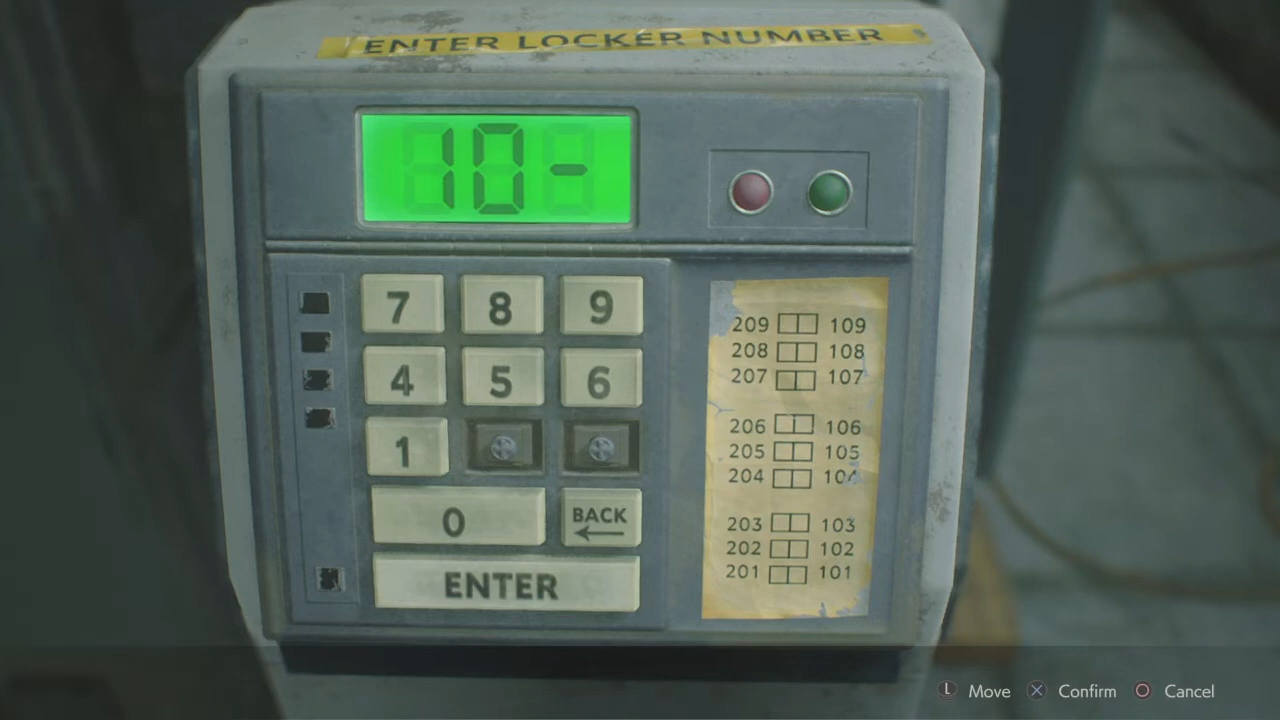 ENTER LOCKER NUMBER
10-
7 8 9
4 5 6
1
0 BACK
ENTER
209 109
208 108
207 107
206 106
205 105
204 104
203 103
202 102
201 101
L Move Confirm Cancel